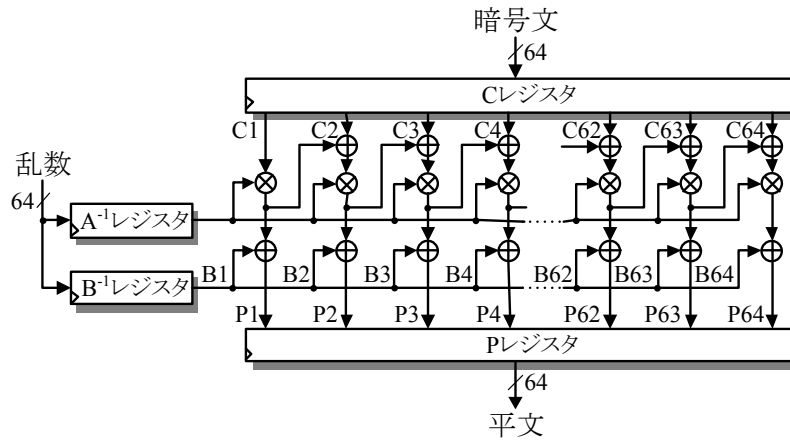 暗号文
64
Cレジスタ
C1 C2 C3 C4 C62 C63 C64
乱数
64
A-1レジスタ
B-1レジスタ
B1 B2 B3 B4 B62 B63 B64
P1 P2 P3 P4 P62 P63 P64
Pレジスタ
64
平文